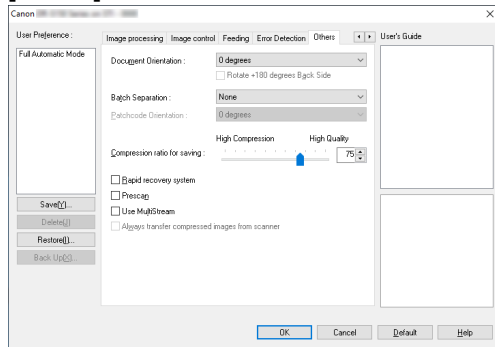 Canon
User Preference :
Full Automatic Mode
Save[Y]...
Delete[J]
Restore[I]...
Back Up[X]...
Image processing
Image control
Feeding
Error Detection
Others
Document Orientation :
0 degrees
Rotate +180 degrees Back Side
Batch Separation :
None
Patchcode Orientation :
0 degrees
High Compression
High Quality
Compression ratio for saving :
75
Rapid recovery system
Prescan
Use MultiStream
Always transfer compressed images from scanner
User's Guide
OK
Cancel
Default
Help